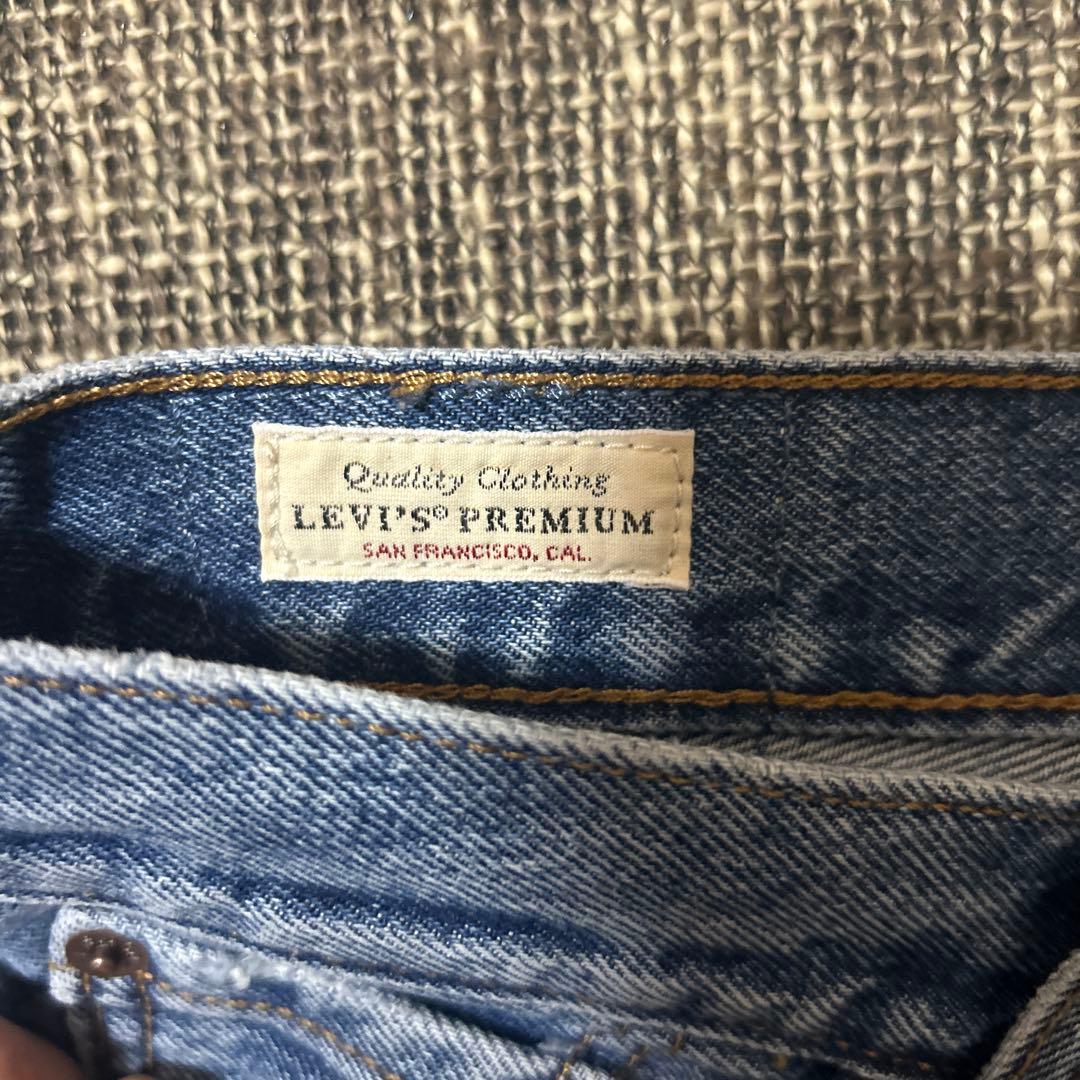 Quality Clothing
LEVI'S® PREMIUM
SAN FRANCISCO, CAL.